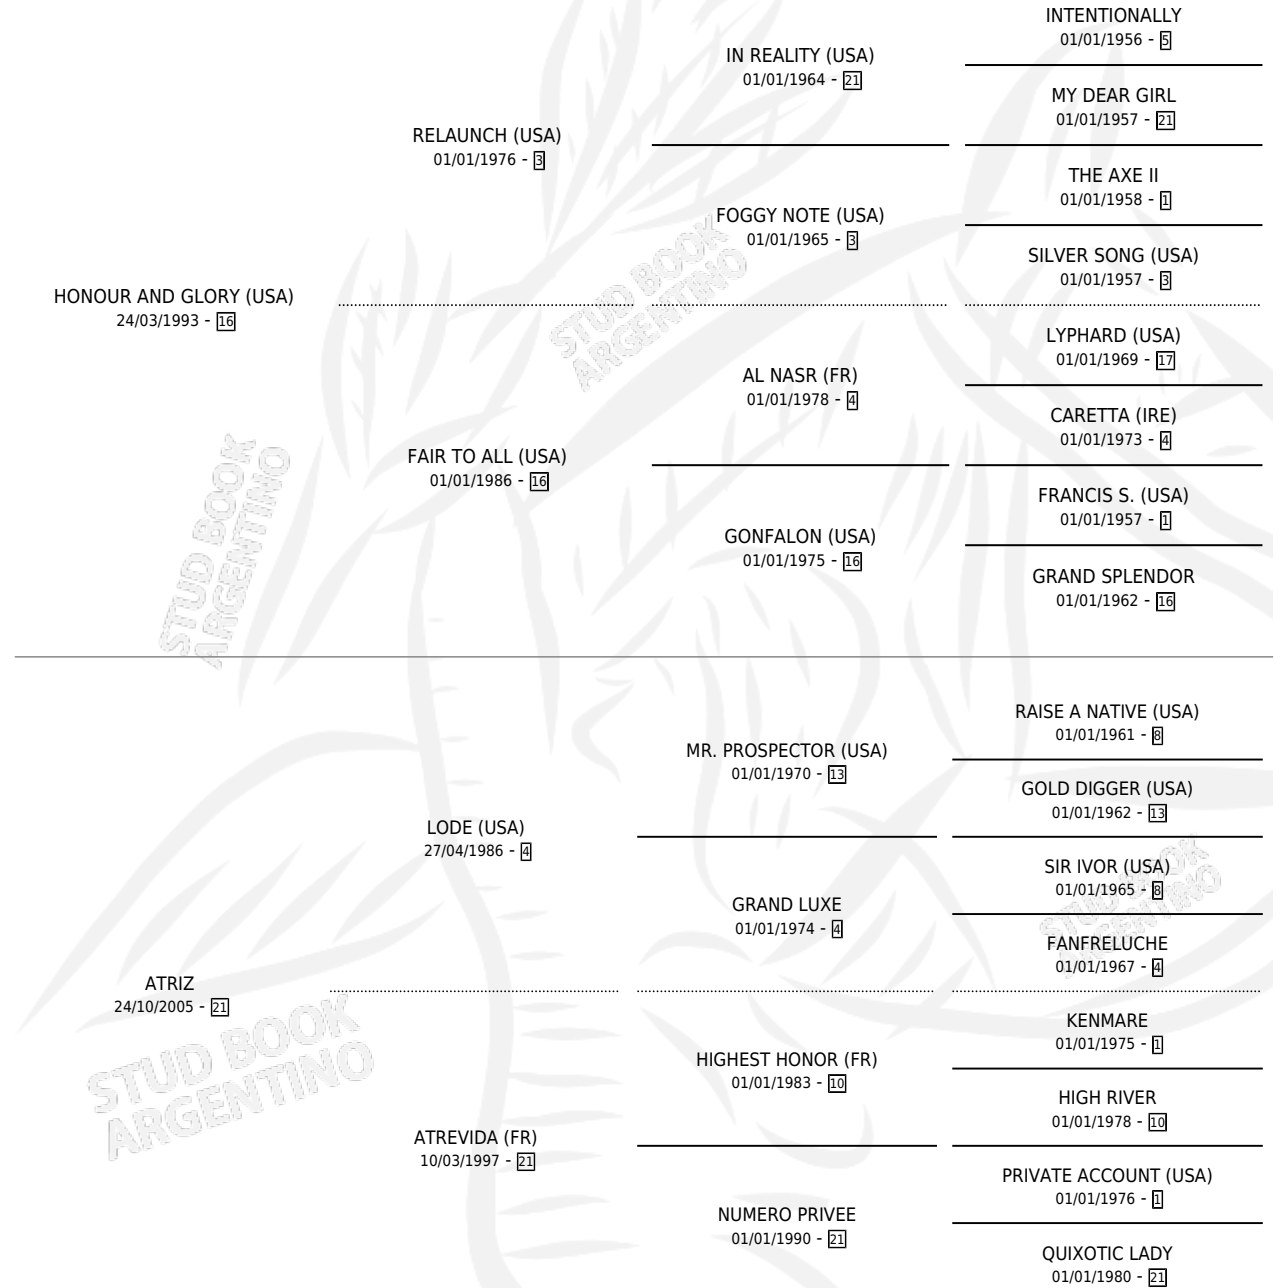 INTENTIONALLY
01/01/1956 - 5
IN REALITY (USA)
01/01/1964 - 21
MY DEAR GIRL
01/01/1957 - 21
RELAUNCH (USA)
01/01/1976 - 3
THE AXE II
01/01/1958 - 1
FOGGY NOTE (USA)
01/01/1965 - 3
SILVER SONG (USA)
01/01/1957 - 3
HONOUR AND GLORY (USA)
24/03/1993 - 16
LYPHARD (USA)
01/01/1969 - 17
AL NASR (FR)
01/01/1978 - 4
CARETTA (IRE)
01/01/1973 - 4
FAIR TO ALL (USA)
01/01/1986 - 16
FRANCIS S. (USA)
01/01/1957 - 1
GONFALON (USA)
01/01/1975 - 16
GRAND SPLENDOR
01/01/1962 - 16
RAISE A NATIVE (USA)
01/01/1961 - 8
MR. PROSPECTOR (USA)
01/01/1970 - 13
GOLD DIGGER (USA)
01/01/1962 - 13
LODE (USA)
27/04/1986 - 4
SIR IVOR (USA)
01/01/1965 - 8
GRAND LUXE
01/01/1974 - 4
FANFRELUCHE
01/01/1967 - 4
ATRIZ
24/10/2005 - 21
KENMARE
01/01/1975 - 1
HIGHEST HONOR (FR)
01/01/1983 - 10
HIGH RIVER
01/01/1978 - 10
ATREVIDA (FR)
10/03/1997 - 21
PRIVATE ACCOUNT (USA)
01/01/1976 - 1
NUMERO PRIVEE
01/01/1990 - 21
QUIXOTIC LADY
01/01/1980 - 21
STUD BOOK
ARGENTINO
STUD BOOK
ARGENTINO
STUD BOOK
ARGENTINO
STUD BOOK
ARGENTINO